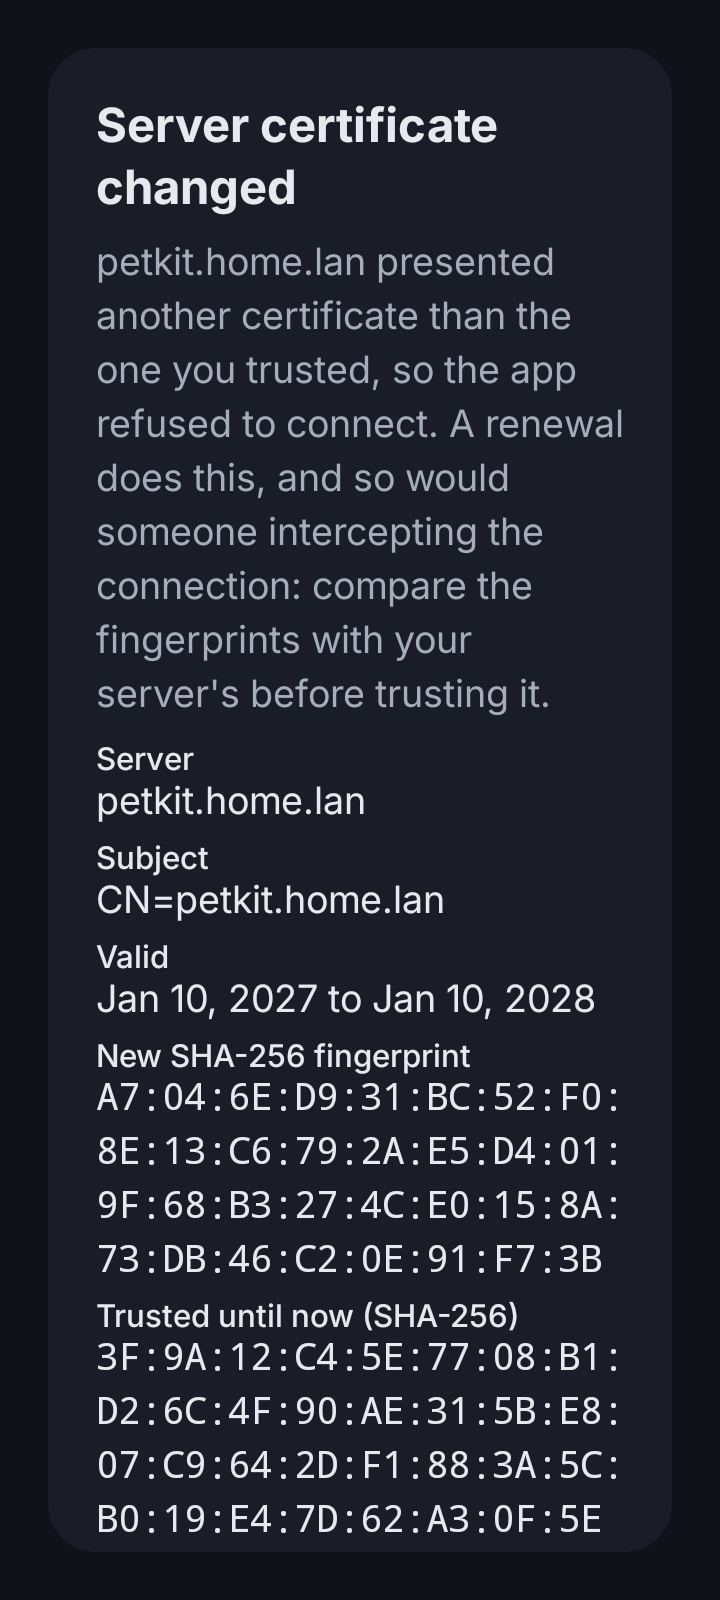 Server certificate
changed
petkit.home.lan presented
another certificate than the
one you trusted, so the app
refused to connect. A renewal
does this, and so would
someone intercepting the
connection: compare the
fingerprints with your
server's before trusting it.
Server
petkit.home.lan
Subject
CN=petkit.home.lan
Valid
Jan 10, 2027 to Jan 10, 2028
New SHA-256 fingerprint
A7:04:6E:D9:31:BC:52:F0:
8E:13:C6:79:2A:E5:D4:01:
9F:68:B3:27:4C:E0:15:8A:
73:DB:46:C2:0E:91:F7:3B
Trusted until now (SHA-256)
3F:9A:12:C4:5E:77:08:B1:
D2:6C:4F:90:AE:31:5B:E8:
07:C9:64:2D:F1:88:3A:5C:
B0:19:E4:7D:62:A3:0F:5E